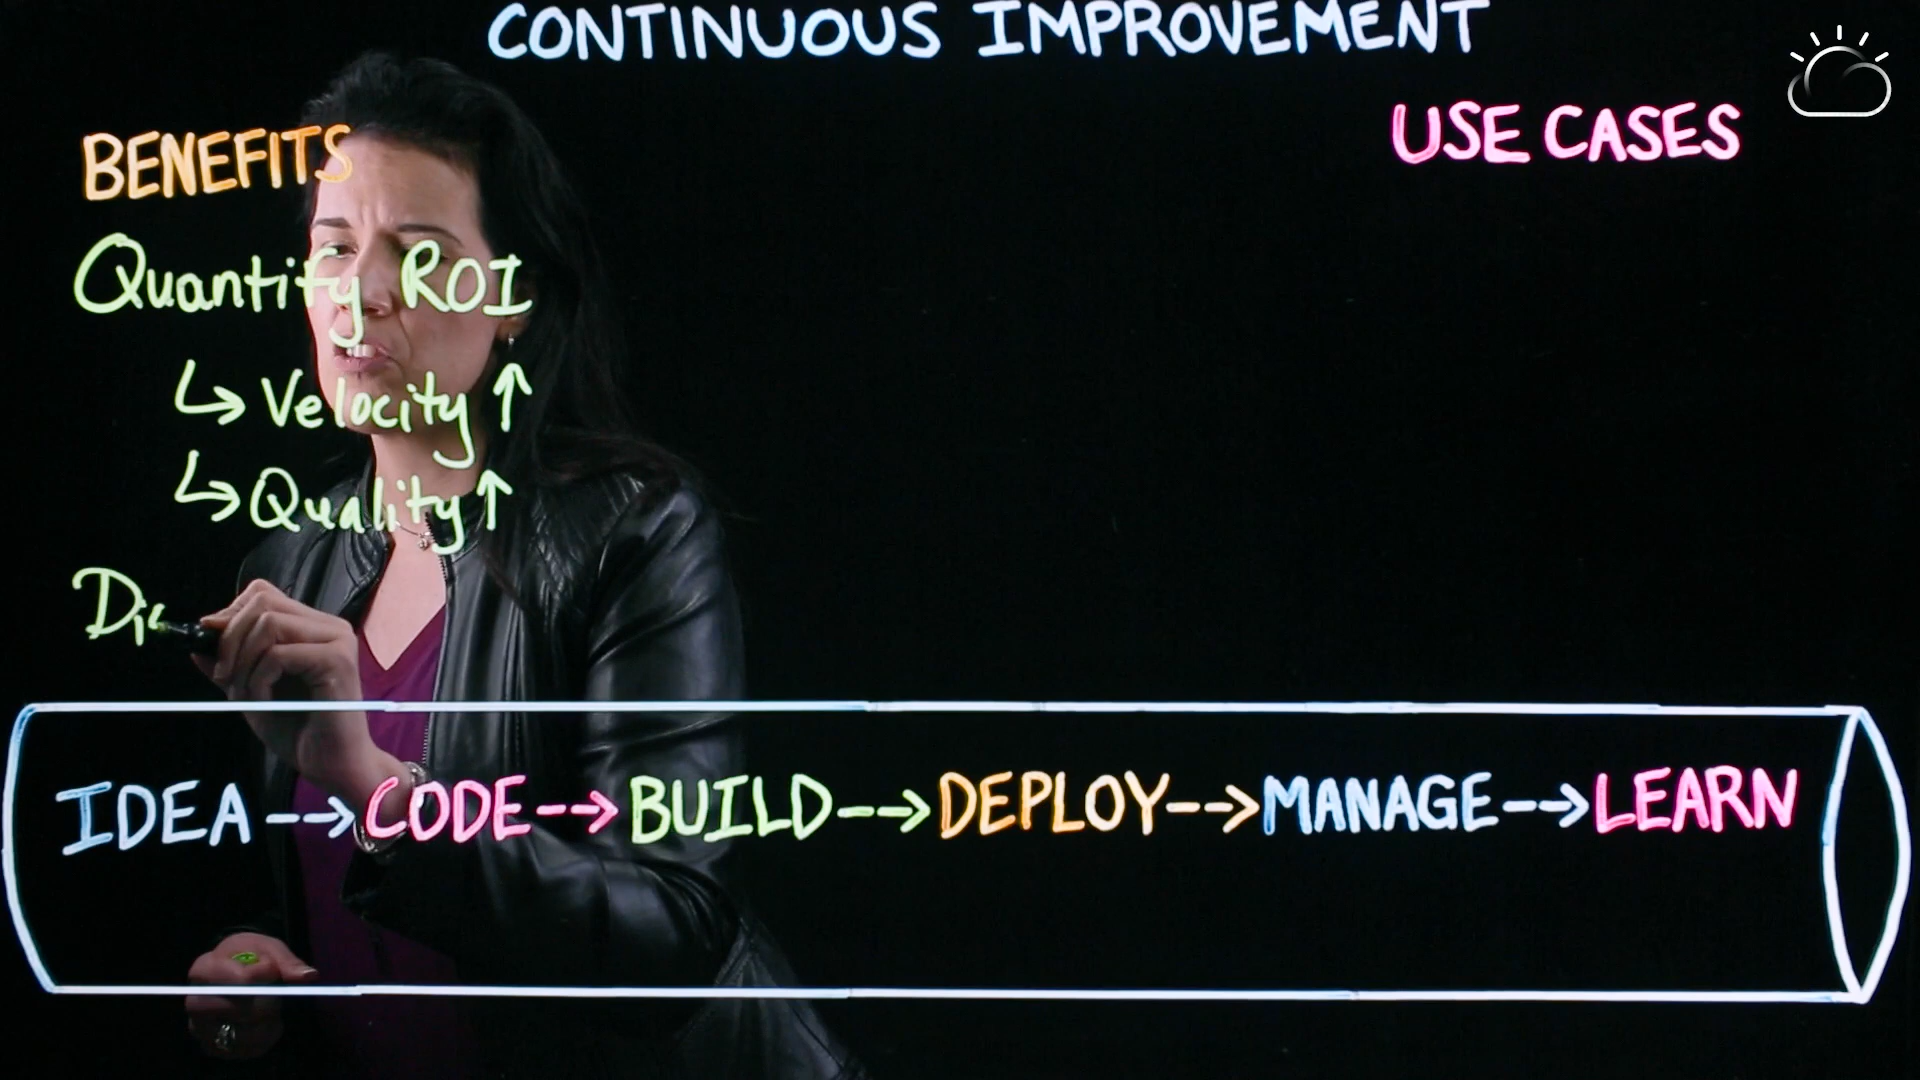 CONTINUOUS IMPROVEMENT
BENEFITS
Quantify ROI
↳ Velocity ↑
↳ Quality ↑
USE CASES
IDEA --> CODE --> BUILD --> DEPLOY --> MANAGE --> LEARN